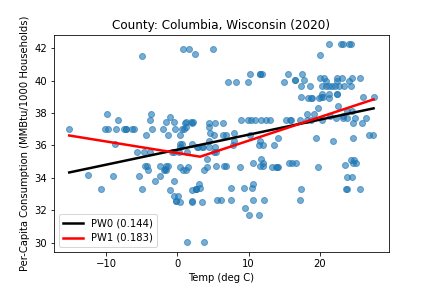 County: Columbia, Wisconsin (2020)
Per-Capita Consumption (MMBtu/1000 Households)
42
40
38
36
34
32
30
PW0 (0.144)
PW1 (0.183)
−10
0
10
20
Temp (deg C)